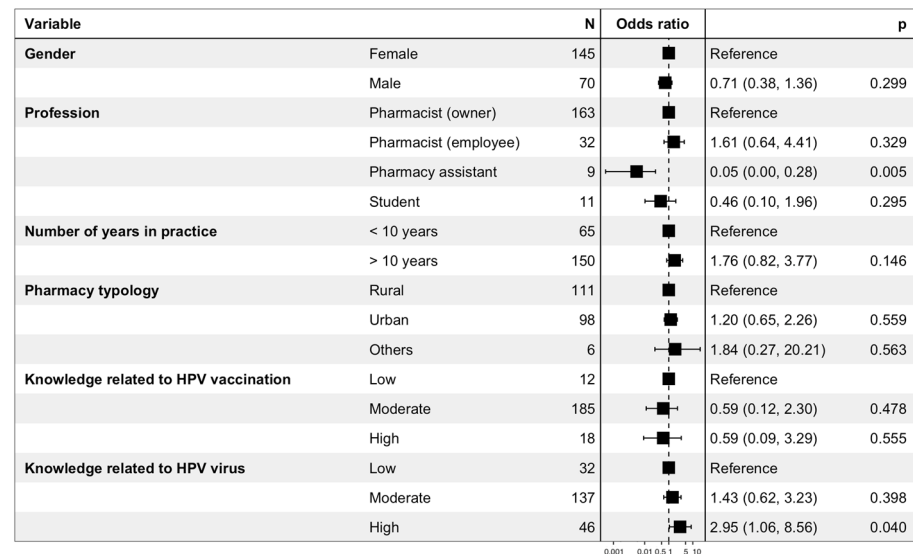 Variable N Odds ratio p
Gender Female 145 Reference
Male 70 0.71 (0.38, 1.36) 0.299
Profession Pharmacist (owner) 163 Reference
Pharmacist (employee) 32 1.61 (0.64, 4.41) 0.329
Pharmacy assistant 9 0.05 (0.00, 0.28) 0.005
Student 11 0.46 (0.10, 1.96) 0.295
Number of years in practice < 10 years 65 Reference
> 10 years 150 1.76 (0.82, 3.77) 0.146
Pharmacy typology Rural 111 Reference
Urban 98 1.20 (0.65, 2.26) 0.559
Others 6 1.84 (0.27, 20.21) 0.563
Knowledge related to HPV vaccination Low 12 Reference
Moderate 185 0.59 (0.12, 2.30) 0.478
High 18 0.59 (0.09, 3.29) 0.555
Knowledge related to HPV virus Low 32 Reference
Moderate 137 1.43 (0.62, 3.23) 0.398
High 46 2.95 (1.06, 8.56) 0.040
0.001 0.01 0.5 1 5 10